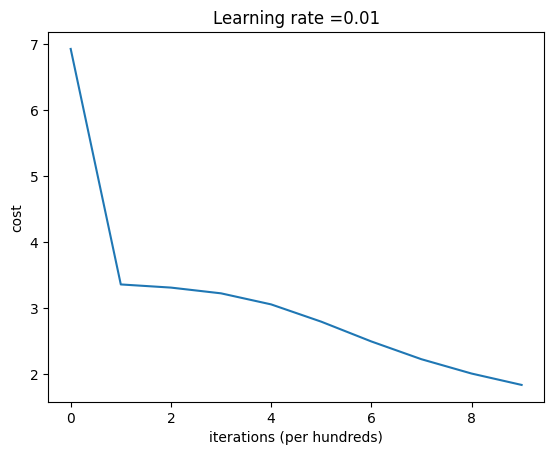 Learning rate =0.01
7
6
5
4
3
2
cost
0 2 4 6 8
iterations (per hundreds)